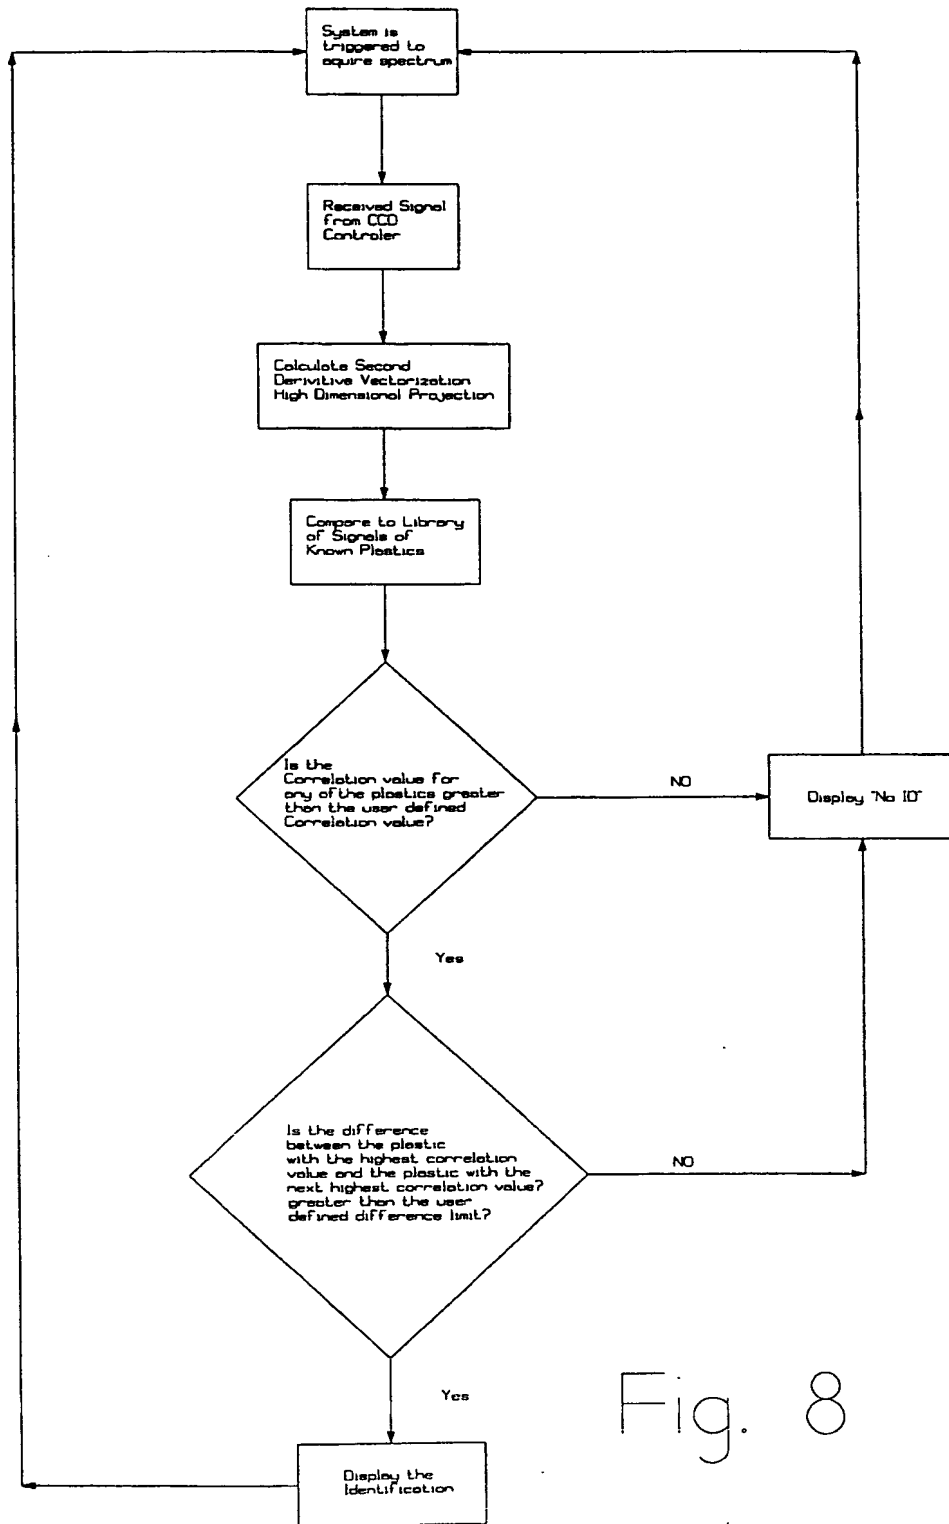 System is
triggered to
aquire spectrum
Received Signal
from CCD
Controler
Calculate Second
Derivitive Vectorization
High Dimensional Projection
Compare to Library
of Signals of
Known Plastics
Is the
Correlation value for
any of the plastics greater
than the user defined
Correlation value?
NO
Display "No ID"
Yes
Is the difference
between the plastic
with the highest correlation
value and the plastic with the
next highest correlation value?
greater than the user
defined difference limit?
NO
Yes
Display the
Identification
Fig. 8